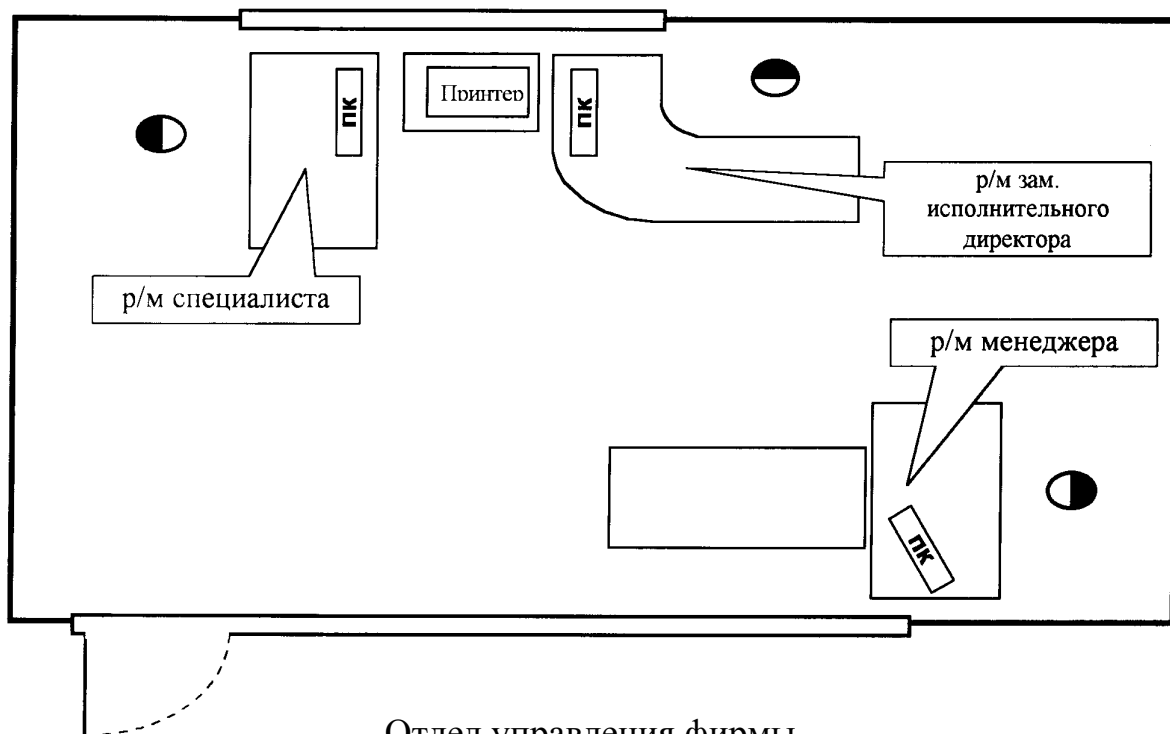 ПК
Принтер
ПК
р/м зам.
исполнительного
директора
р/м специалиста
р/м менеджера
ПК
Отдел управления фирмы